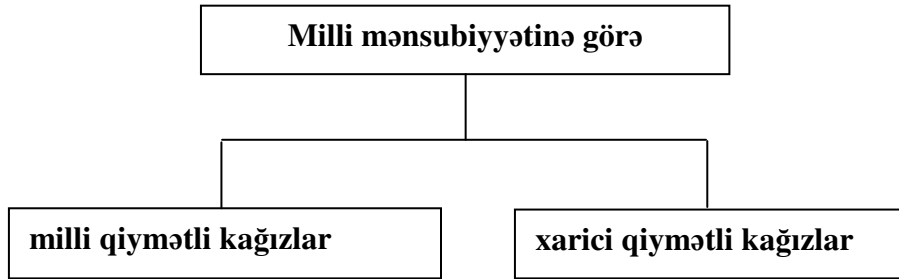 Milli mənsubiyyətinə görə
milli qiymətli kağızlar
xarici qiymətli kağızlar